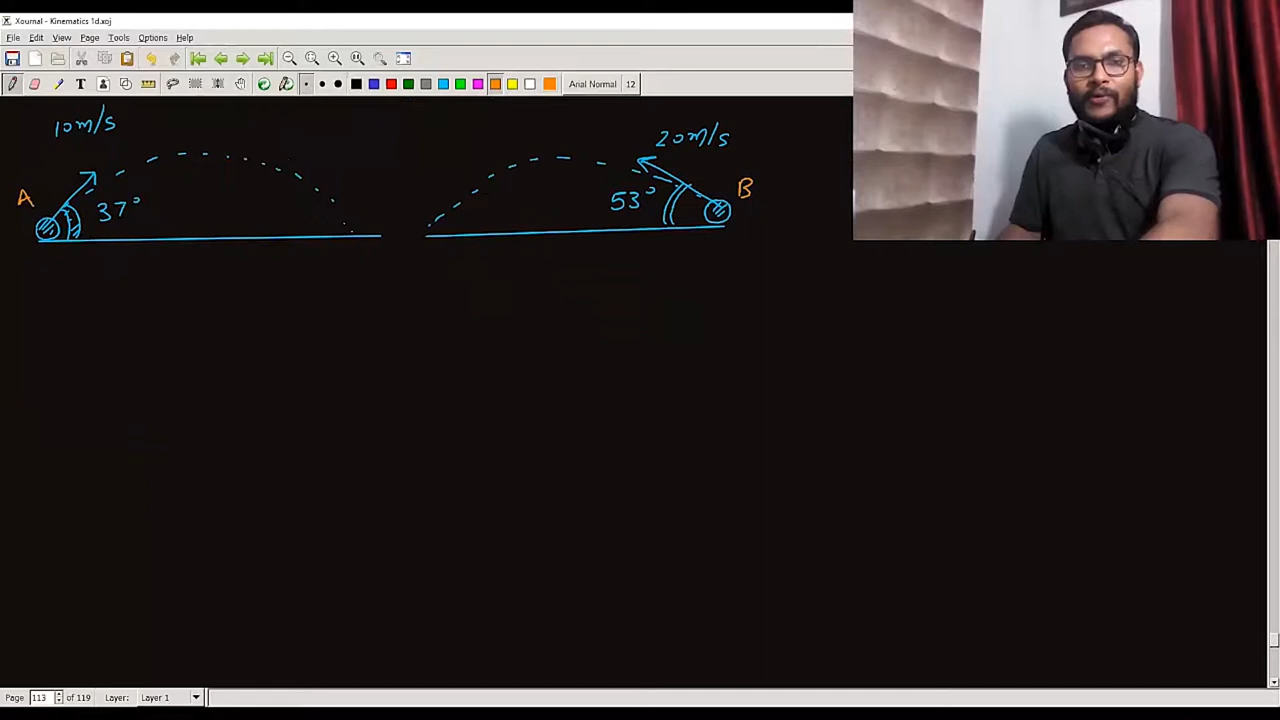 Xournal - Kinematics 1d.xoj
File Edit View Page Tools Options Help
T Arial Normal 12
10m/s
20m/s
A
37°
53°
B
Page 113 of 119 Layer: Layer 1